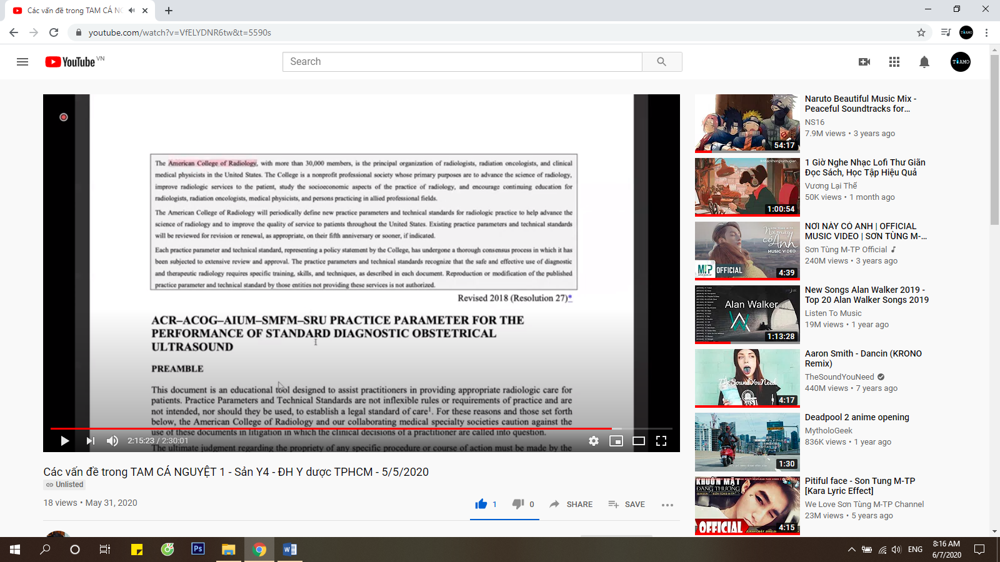 Các vấn đề trong TAM CÁ NG
youtube.com/watch?v=VfELYDNR6tw&t=5590s
TIAMO
YouTube VN
Search
TIAMO
The American College of Radiology, with more than 30,000 members, is the principal organization of radiologists, radiation oncologists, and clinical
medical physicists in the United States. The College is a nonprofit professional society whose primary purposes are to advance the science of radiology,
improve radiologic services to the patient, study the socioeconomic aspects of the practice of radiology, and encourage continuing education for
radiologists, radiation oncologists, medical physicists, and persons practicing in allied professional fields.
The American College of Radiology will periodically define new practice parameters and technical standards for radiologic practice to help advance the
science of radiology and to improve the quality of service to patients throughout the United States. Existing practice parameters and technical standards
will be reviewed for revision or renewal, as appropriate, on their fifth anniversary or sooner, if indicated.
Each practice parameter and technical standard, representing a policy statement by the College, has undergone a thorough consensus process in which it has
been subjected to extensive review and approval. The practice parameters and technical standards recognize that the safe and effective use of diagnostic
and therapeutic radiology requires specific training, skills, and techniques, as described in each document. Reproduction or modification of the published
practice parameter and technical standard by those entities not providing these services is not authorized.
Revised 2018 (Resolution 27)*
ACR–ACOG–AIUM–SMFM–SRU PRACTICE PARAMETER FOR THE
PERFORMANCE OF STANDARD DIAGNOSTIC OBSTETRICAL
ULTRASOUND
PREAMBLE
This document is an educational tool designed to assist practitioners in providing appropriate radiologic care for
patients. Practice Parameters and Technical Standards are not inflexible rules or requirements of practice and are
not intended, nor should they be used, to establish a legal standard of care1. For these reasons and those set forth
below, the American College of Radiology and our collaborating medical specialty societies caution against the
use of these documents in litigation in which the clinical decisions of a practitioner are called into question.
The ultimate judgment regarding the propriety of any specific procedure or course of action must be made by the
2:15:23 / 2:30:01
Các vấn đề trong TAM CÁ NGUYỆT 1 - Sản Y4 - ĐH Y dược TPHCM - 5/5/2020
Unlisted
18 views • May 31, 2020
1
0
SHARE
SAVE
54:17
Naruto Beautiful Music Mix -
Peaceful Soundtracks for...
NS16
7.9M views • 3 years ago
1:00:54
1 Giờ Nghe Nhạc Lofi Thư Giãn
Đọc Sách, Học Tập Hiệu Quả
Vương Lại Thế
50K views • 1 month ago
SƠN TÙNG M-TP
Nơi này có Anh
MUSIC VIDEO
M-TP OFFICIAL
4:39
NƠI NÀY CÓ ANH | OFFICIAL
MUSIC VIDEO | SƠN TÙNG M-...
Sơn Tùng M-TP Official
240M views • 3 years ago
Alan Walker
1:13:28
New Songs Alan Walker 2019 -
Top 20 Alan Walker Songs 2019
Listen To Music
19M views • 1 year ago
TheSoundYouNeed
4:17
Aaron Smith - Dancin (KRONO
Remix)
TheSoundYouNeed
440M views • 7 years ago
1:30
Deadpool 2 anime opening
MytholoGeek
836K views • 1 year ago
KHUÔN MẶT
ĐÁNG THƯƠNG
OFFICIAL
4:15
Pitiful face - Son Tung M-TP
[Kara Lyric Effect]
We Love Sơn Tùng M-TP Channel
23M views • 5 years ago
Ps
W
ENG
8:16 AM
6/7/2020